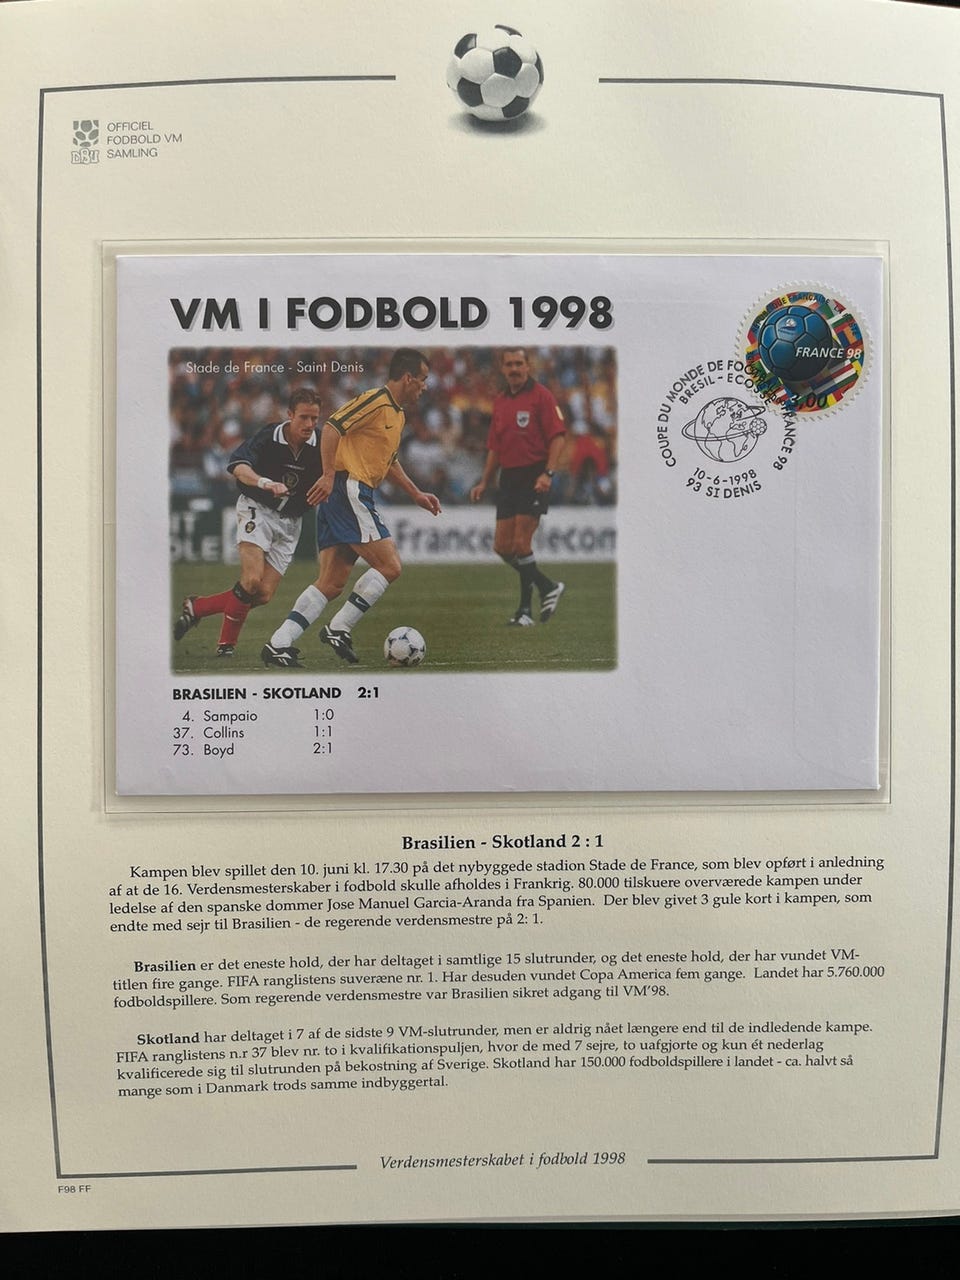 OFFICIEL
FODBOLD VM
SAMLING
DBU
VM I FODBOLD 1998
Stade de France - Saint Denis
France Telecom
REPUBLIQUE FRANÇAISE
FRANCE 98
3,00
COUPE DU MONDE DE FOOTBALL FRANCE 98
BRESIL - ECOSSE
10-6-1998
93 ST DENIS
BRASILIEN - SKOTLAND 2:1
4. Sampaio 1:0
37. Collins 1:1
73. Boyd 2:1
Brasilien - Skotland 2 : 1
Kampen blev spillet den 10. juni kl. 17.30 på det nybyggede stadion Stade de France, som blev opført i anledning
af at de 16. Verdensmesterskaber i fodbold skulle afholdes i Frankrig. 80.000 tilskuere overværede kampen under
ledelse af den spanske dommer Jose Manuel Garcia-Aranda fra Spanien. Der blev givet 3 gule kort i kampen, som
endte med sejr til Brasilien - de regerende verdensmestre på 2: 1.
Brasilien er det eneste hold, der har deltaget i samtlige 15 slutrunder, og det eneste hold, der har vundet VM-
titlen fire gange. FIFA ranglistens suveræne nr. 1. Har desuden vundet Copa America fem gange. Landet har 5.760.000
fodboldspillere. Som regerende verdensmestre var Brasilien sikret adgang til VM'98.
Skotland har deltaget i 7 af de sidste 9 VM-slutrunder, men er aldrig nået længere end til de indledende kampe.
FIFA ranglistens n.r 37 blev nr. to i kvalifikationspuljen, hvor de med 7 sejre, to uafgjorte og kun ét nederlag
kvalificerede sig til slutrunden på bekostning af Sverige. Skotland har 150.000 fodboldspillere i landet - ca. halvt så
mange som i Danmark trods samme indbyggertal.
Verdensmesterskabet i fodbold 1998
F98 FF